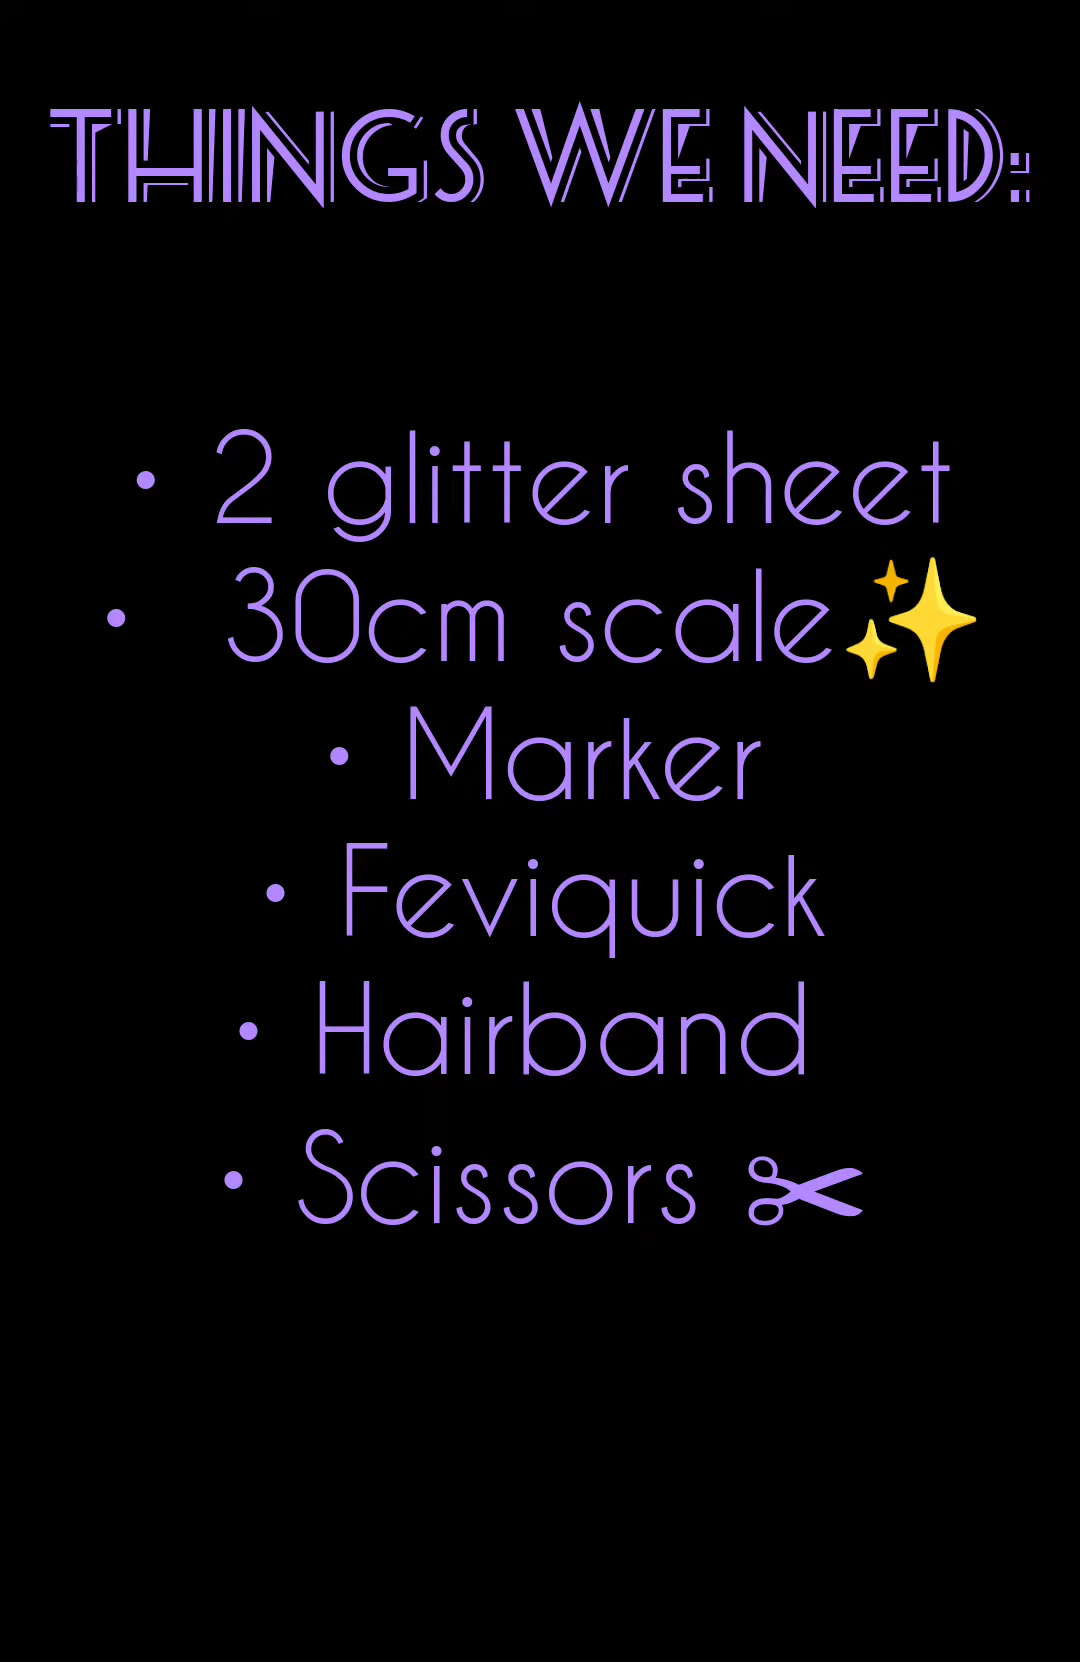 THINGS WE NEED:
• 2 glitter sheet
• 30cm scale✨
• Marker
• Feviquick
• Hairband
• Scissors ✂